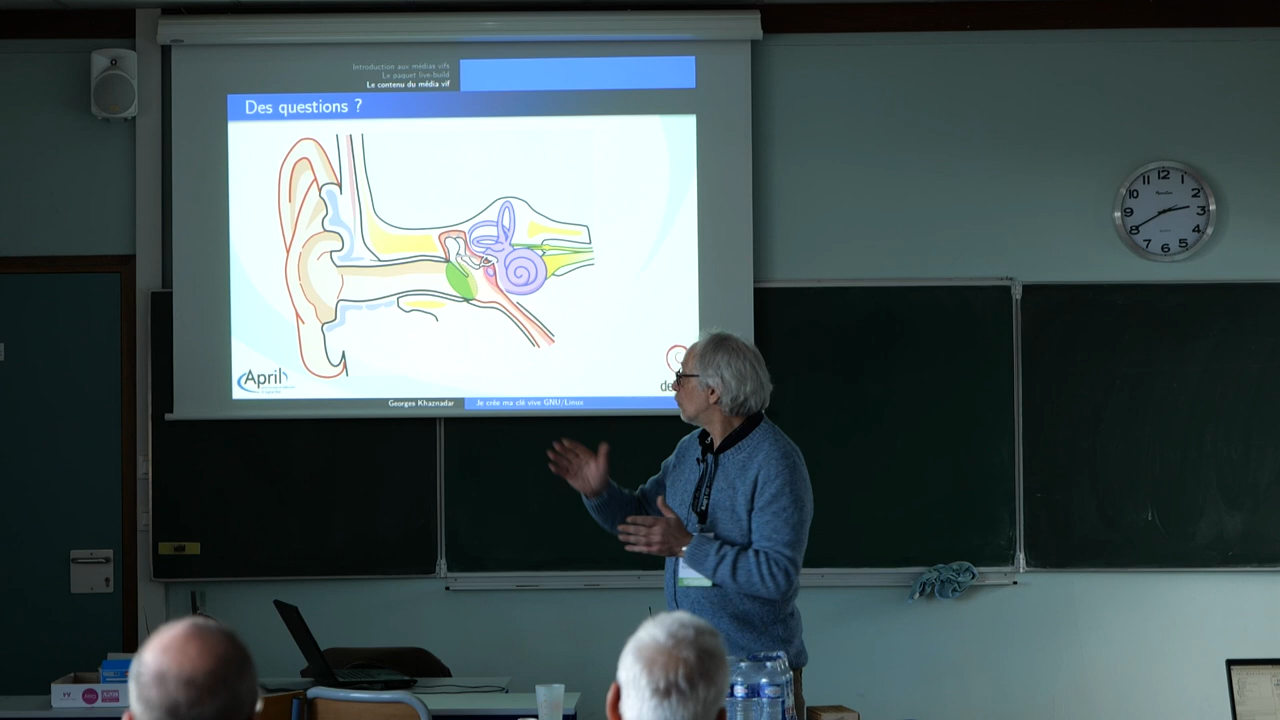 Introduction aux médias vifs
Le paquet live-build
Le contenu du média vif
Des questions ?
April
de
Georges Khaznadar
Je crée ma clé vive GNU/Linux
11 12 1
10 2
9 3
8 4
7 6 5